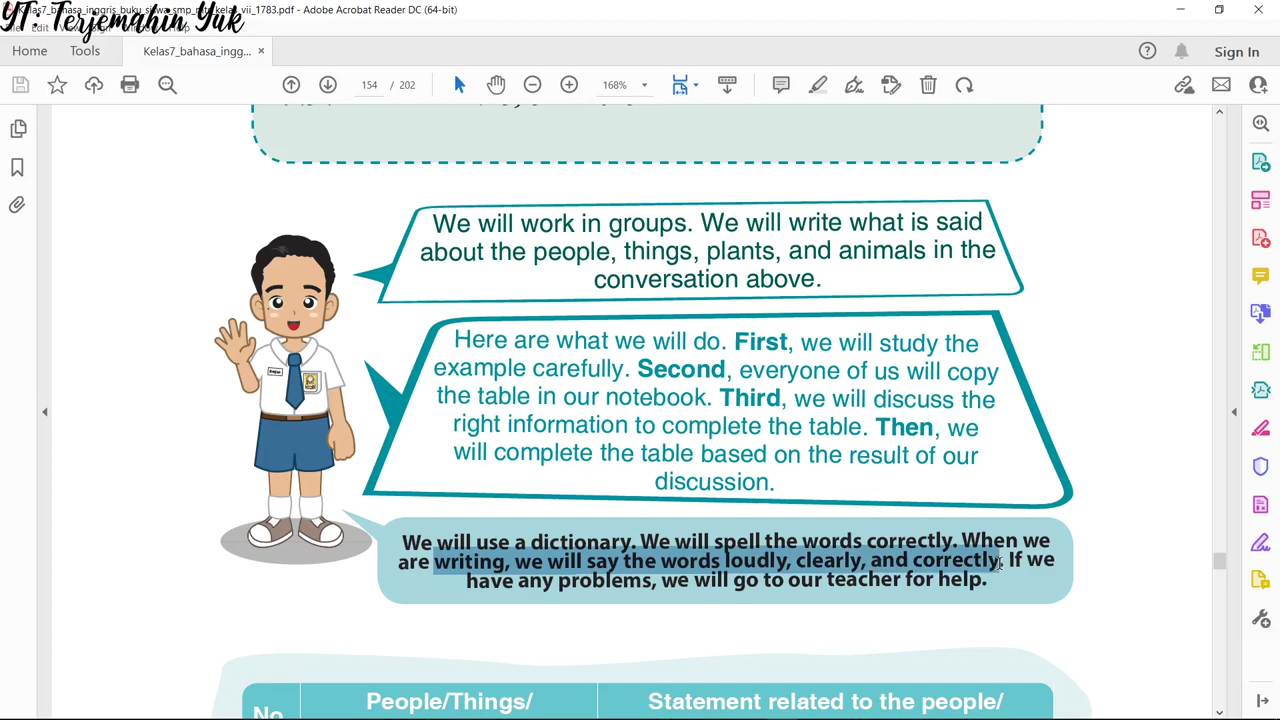 YT: Terjemahin Yuk
Kelas7_bahasa_inggris_buku_siswa_smp_mts_kelas_vii_1783.pdf - Adobe Acrobat Reader DC (64-bit)
Home Tools Kelas7_bahasa_ingg... × Sign In
154 / 202 168%
We will work in groups. We will write what is said
about the people, things, plants, and animals in the
conversation above.
Here are what we will do. First, we will study the
example carefully. Second, everyone of us will copy
the table in our notebook. Third, we will discuss the
right information to complete the table. Then, we
will complete the table based on the result of our
discussion.
We will use a dictionary. We will spell the words correctly. When we
are writing, we will say the words loudly, clearly, and correctly. If we
have any problems, we will go to our teacher for help.
No
People/Things/
Statement related to the people/